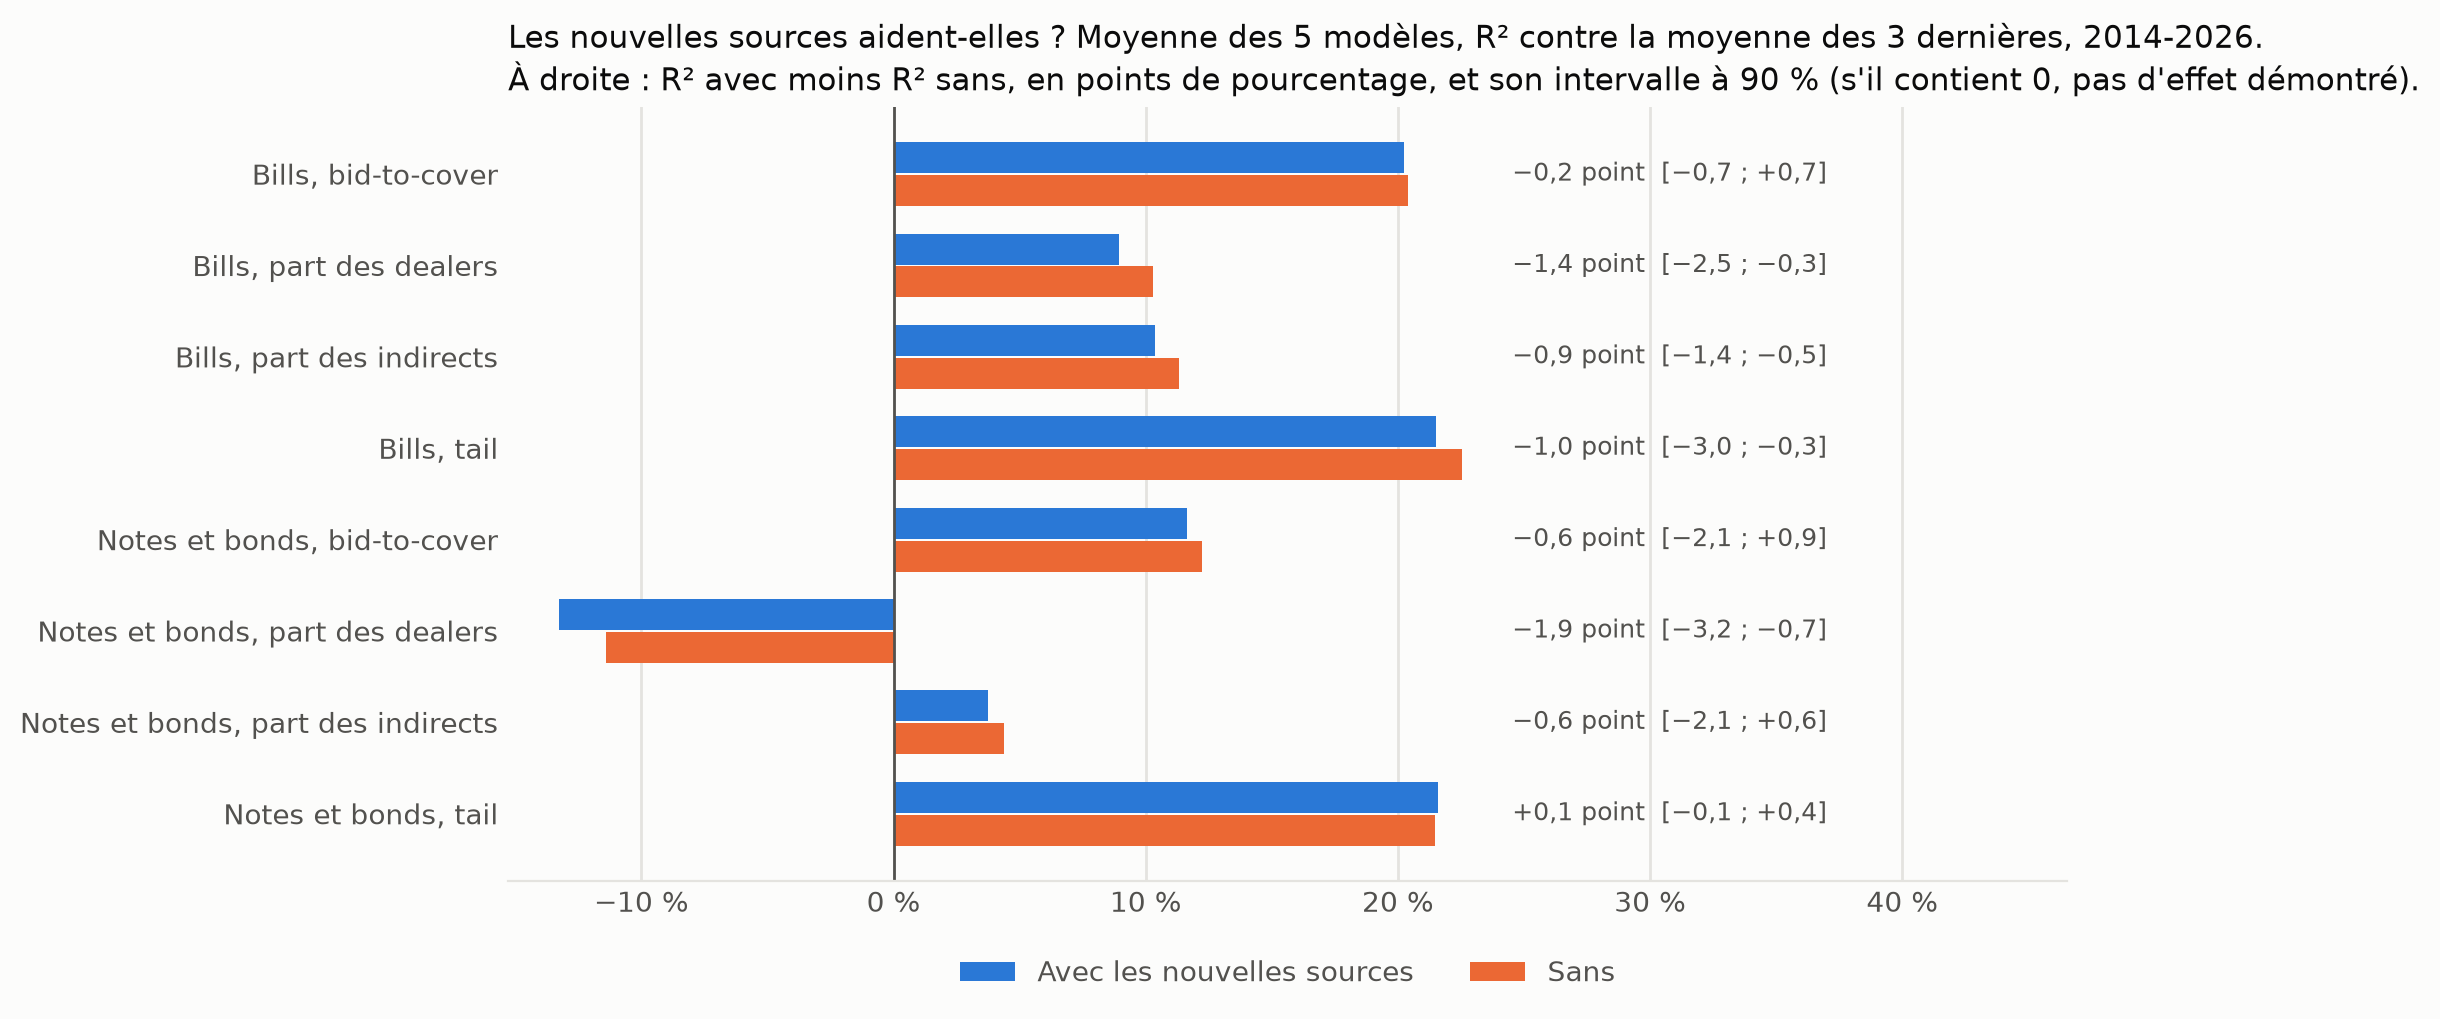 Les nouvelles sources aident-elles ? Moyenne des 5 modèles, R² contre la moyenne des 3 dernières, 2014-2026.
À droite : R² avec moins R² sans, en points de pourcentage, et son intervalle à 90 % (s'il contient 0, pas d'effet démontré).
Bills, bid-to-cover −0,2 point [−0,7 ; +0,7]
Bills, part des dealers −1,4 point [−2,5 ; −0,3]
Bills, part des indirects −0,9 point [−1,4 ; −0,5]
Bills, tail −1,0 point [−3,0 ; −0,3]
Notes et bonds, bid-to-cover −0,6 point [−2,1 ; +0,9]
Notes et bonds, part des dealers −1,9 point [−3,2 ; −0,7]
Notes et bonds, part des indirects −0,6 point [−2,1 ; +0,6]
Notes et bonds, tail +0,1 point [−0,1 ; +0,4]
−10 % 0 % 10 % 20 % 30 % 40 %
Avec les nouvelles sources Sans